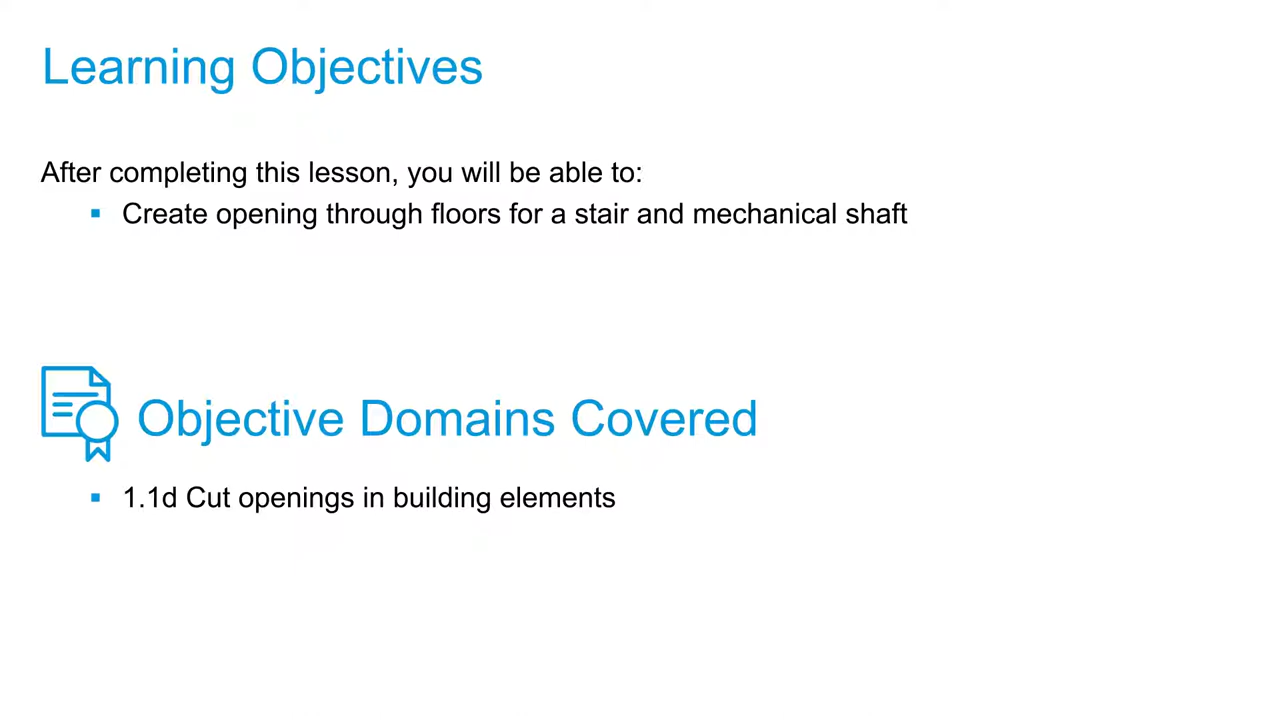 Learning Objectives
After completing this lesson, you will be able to:
▪ Create opening through floors for a stair and mechanical shaft
Objective Domains Covered
▪ 1.1d Cut openings in building elements